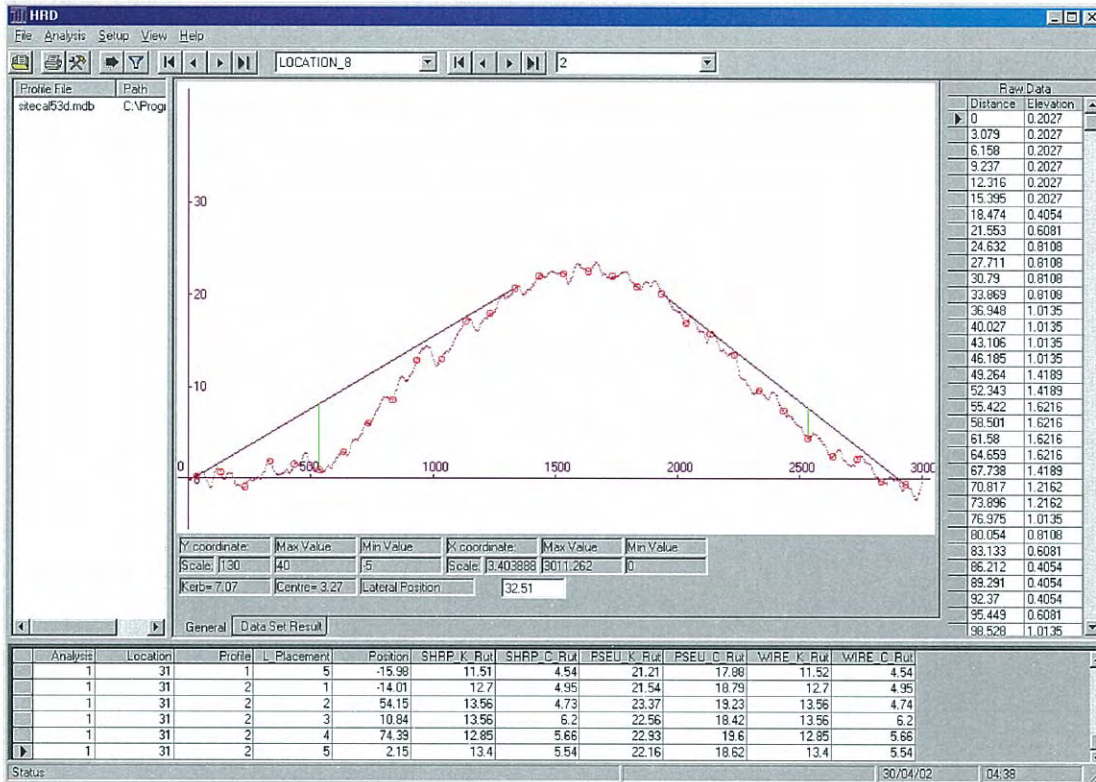 HRD
File Analysis Setup View Help
LOCATION_8 2
Profile File Path
sitecal53d.mdb C:\Progi
30
20
10
0 500 1000 1500 2000 2500 3000
Y coordinate: Max Value Min Value X coordinate: Max Value Min Value
Scale: 130 40 -5 Scale: 3.403888 3011.262 0
Kerb= 7.07 Centre= 3.27 Lateral Position 32.51
General Data Set Result
Raw Data
Distance Elevation
0 0.2027
3.079 0.2027
6.158 0.2027
9.237 0.2027
12.316 0.2027
15.395 0.2027
18.474 0.4054
21.553 0.6081
24.632 0.8108
27.711 0.8108
30.79 0.8108
33.869 0.8108
36.948 1.0135
40.027 1.0135
43.106 1.0135
46.185 1.0135
49.264 1.4189
52.343 1.4189
55.422 1.6216
58.501 1.6216
61.58 1.6216
64.659 1.6216
67.738 1.4189
70.817 1.2162
73.896 1.2162
76.975 1.0135
80.054 0.8108
83.133 0.6081
86.212 0.4054
89.291 0.4054
92.37 0.4054
95.449 0.6081
98.528 1.0135
Analysis Location Profile L_Placement Position SHRP_K_Rut SHRP_C_Rut PSEU_K_Rut PSEU_C_Rut WIRE_K_Rut WIRE_C_Rut
1 31 1 5 -15.98 11.51 4.54 21.21 17.88 11.52 4.54
1 31 2 1 -14.01 12.7 4.95 21.54 18.79 12.7 4.95
1 31 2 2 54.15 13.56 4.73 23.37 19.23 13.56 4.74
1 31 2 3 10.84 13.56 6.2 22.56 18.42 13.56 6.2
1 31 2 4 74.39 12.85 5.66 22.93 19.6 12.85 5.66
1 31 2 5 2.15 13.4 5.54 22.16 18.62 13.4 5.54
Status 30/04/02 04:38